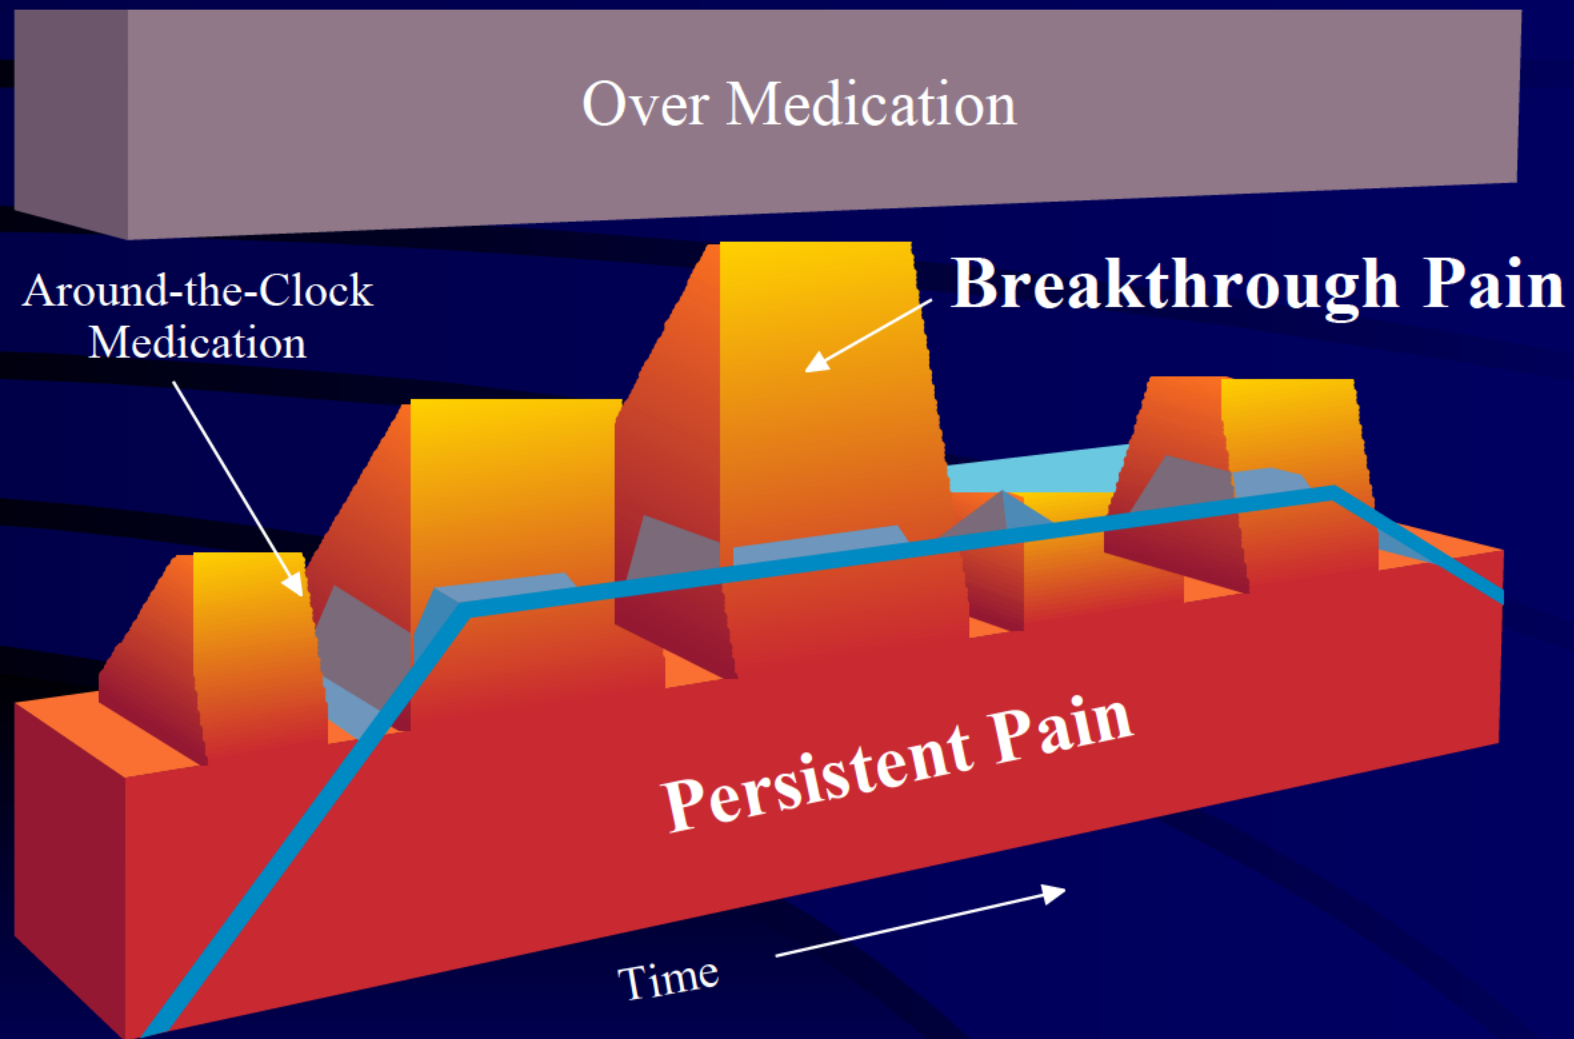 Over Medication
Around-the-Clock
Medication
Breakthrough Pain
Persistent Pain
Time